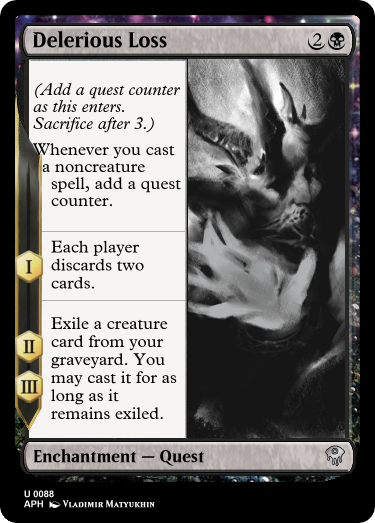 Delerious Loss 2
(Add a quest counter
as this enters.
Sacrifice after 3.)
Whenever you cast
a noncreature
spell, add a quest
counter.
I
Each player
discards two
cards.
II
III
Exile a creature
card from your
graveyard. You
may cast it for as
long as it
remains exiled.
Enchantment — Quest
U 0088
APH Vladimir Matyukhin